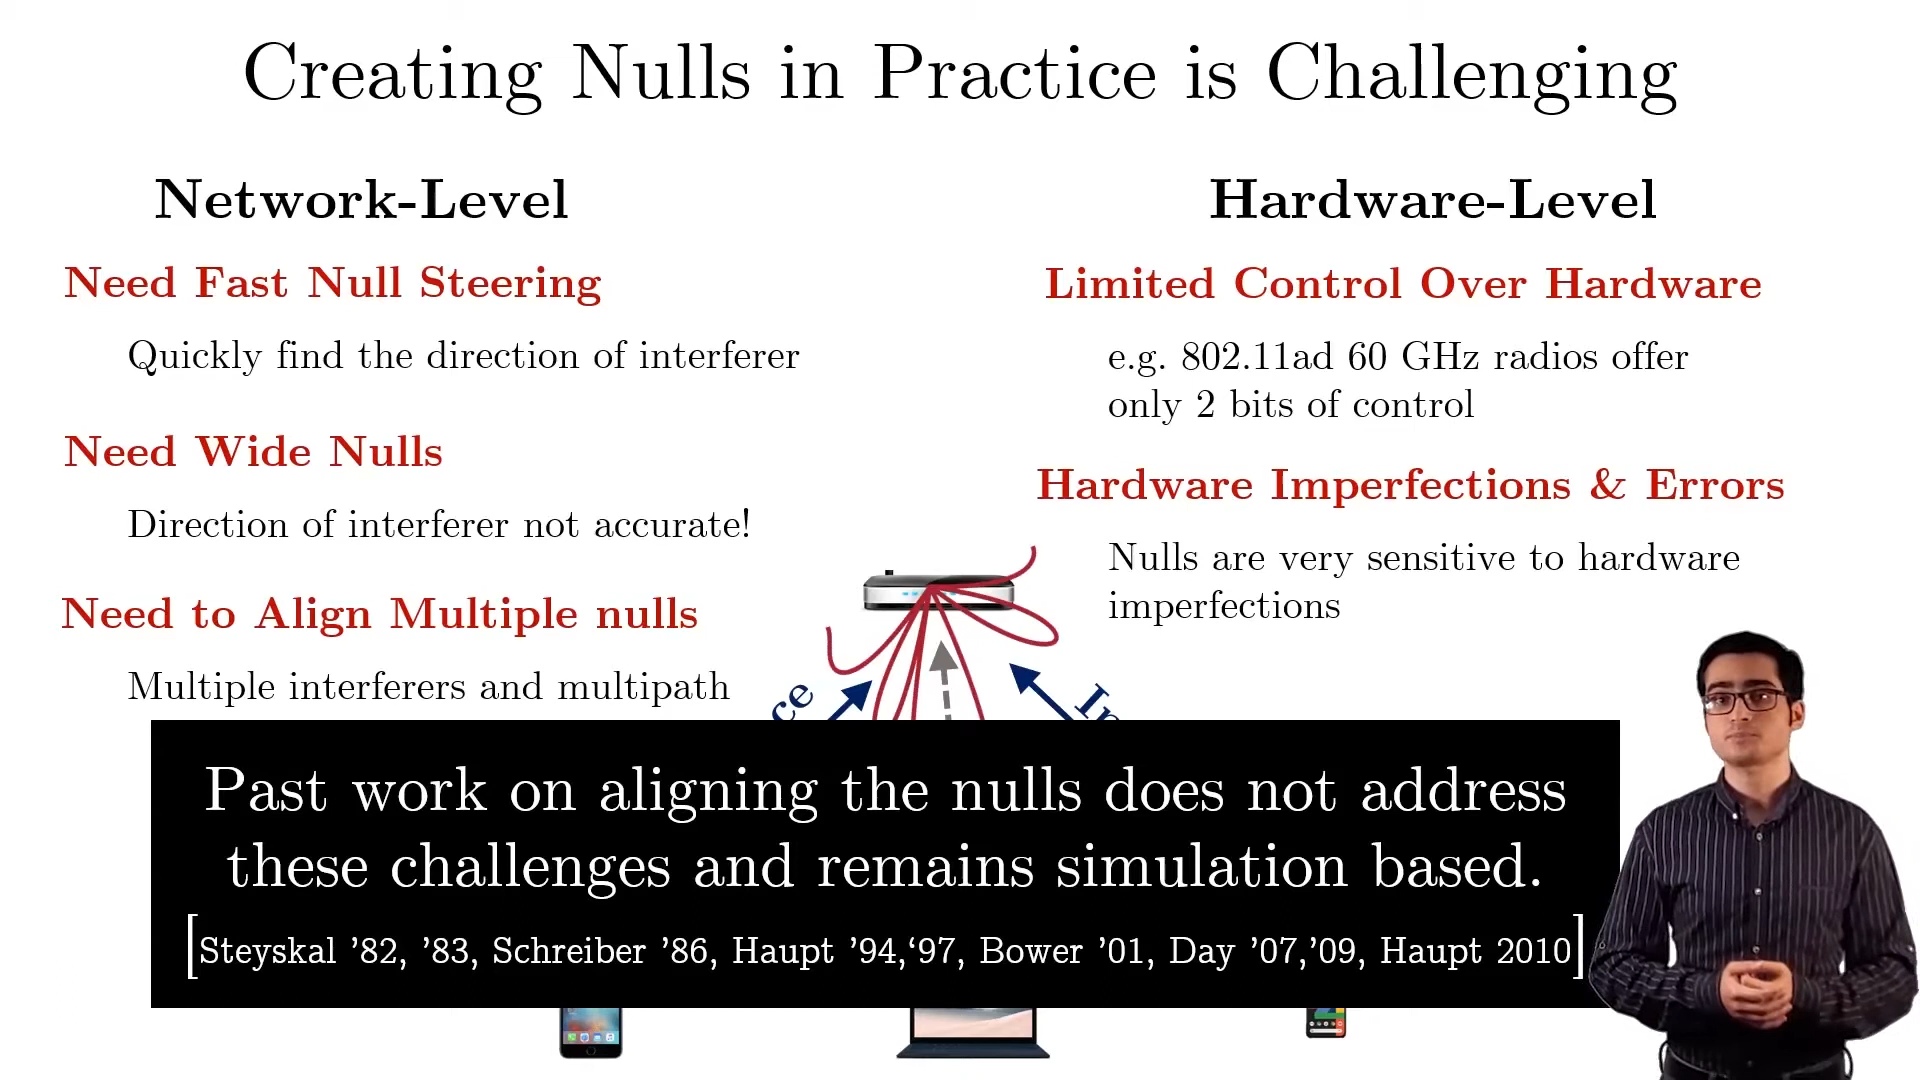 Creating Nulls in Practice is Challenging
Network-Level
Need Fast Null Steering
Quickly find the direction of interferer
Need Wide Nulls
Direction of interferer not accurate!
Need to Align Multiple nulls
Multiple interferers and multipath
Hardware-Level
Limited Control Over Hardware
e.g. 802.11ad 60 GHz radios offer
only 2 bits of control
Hardware Imperfections & Errors
Nulls are very sensitive to hardware
imperfections
Past work on aligning the nulls does not address
these challenges and remains simulation based.
[Steyskal ’82, ’83, Schreiber ’86, Haupt ’94,‘97, Bower ’01, Day ’07,’09, Haupt 2010]